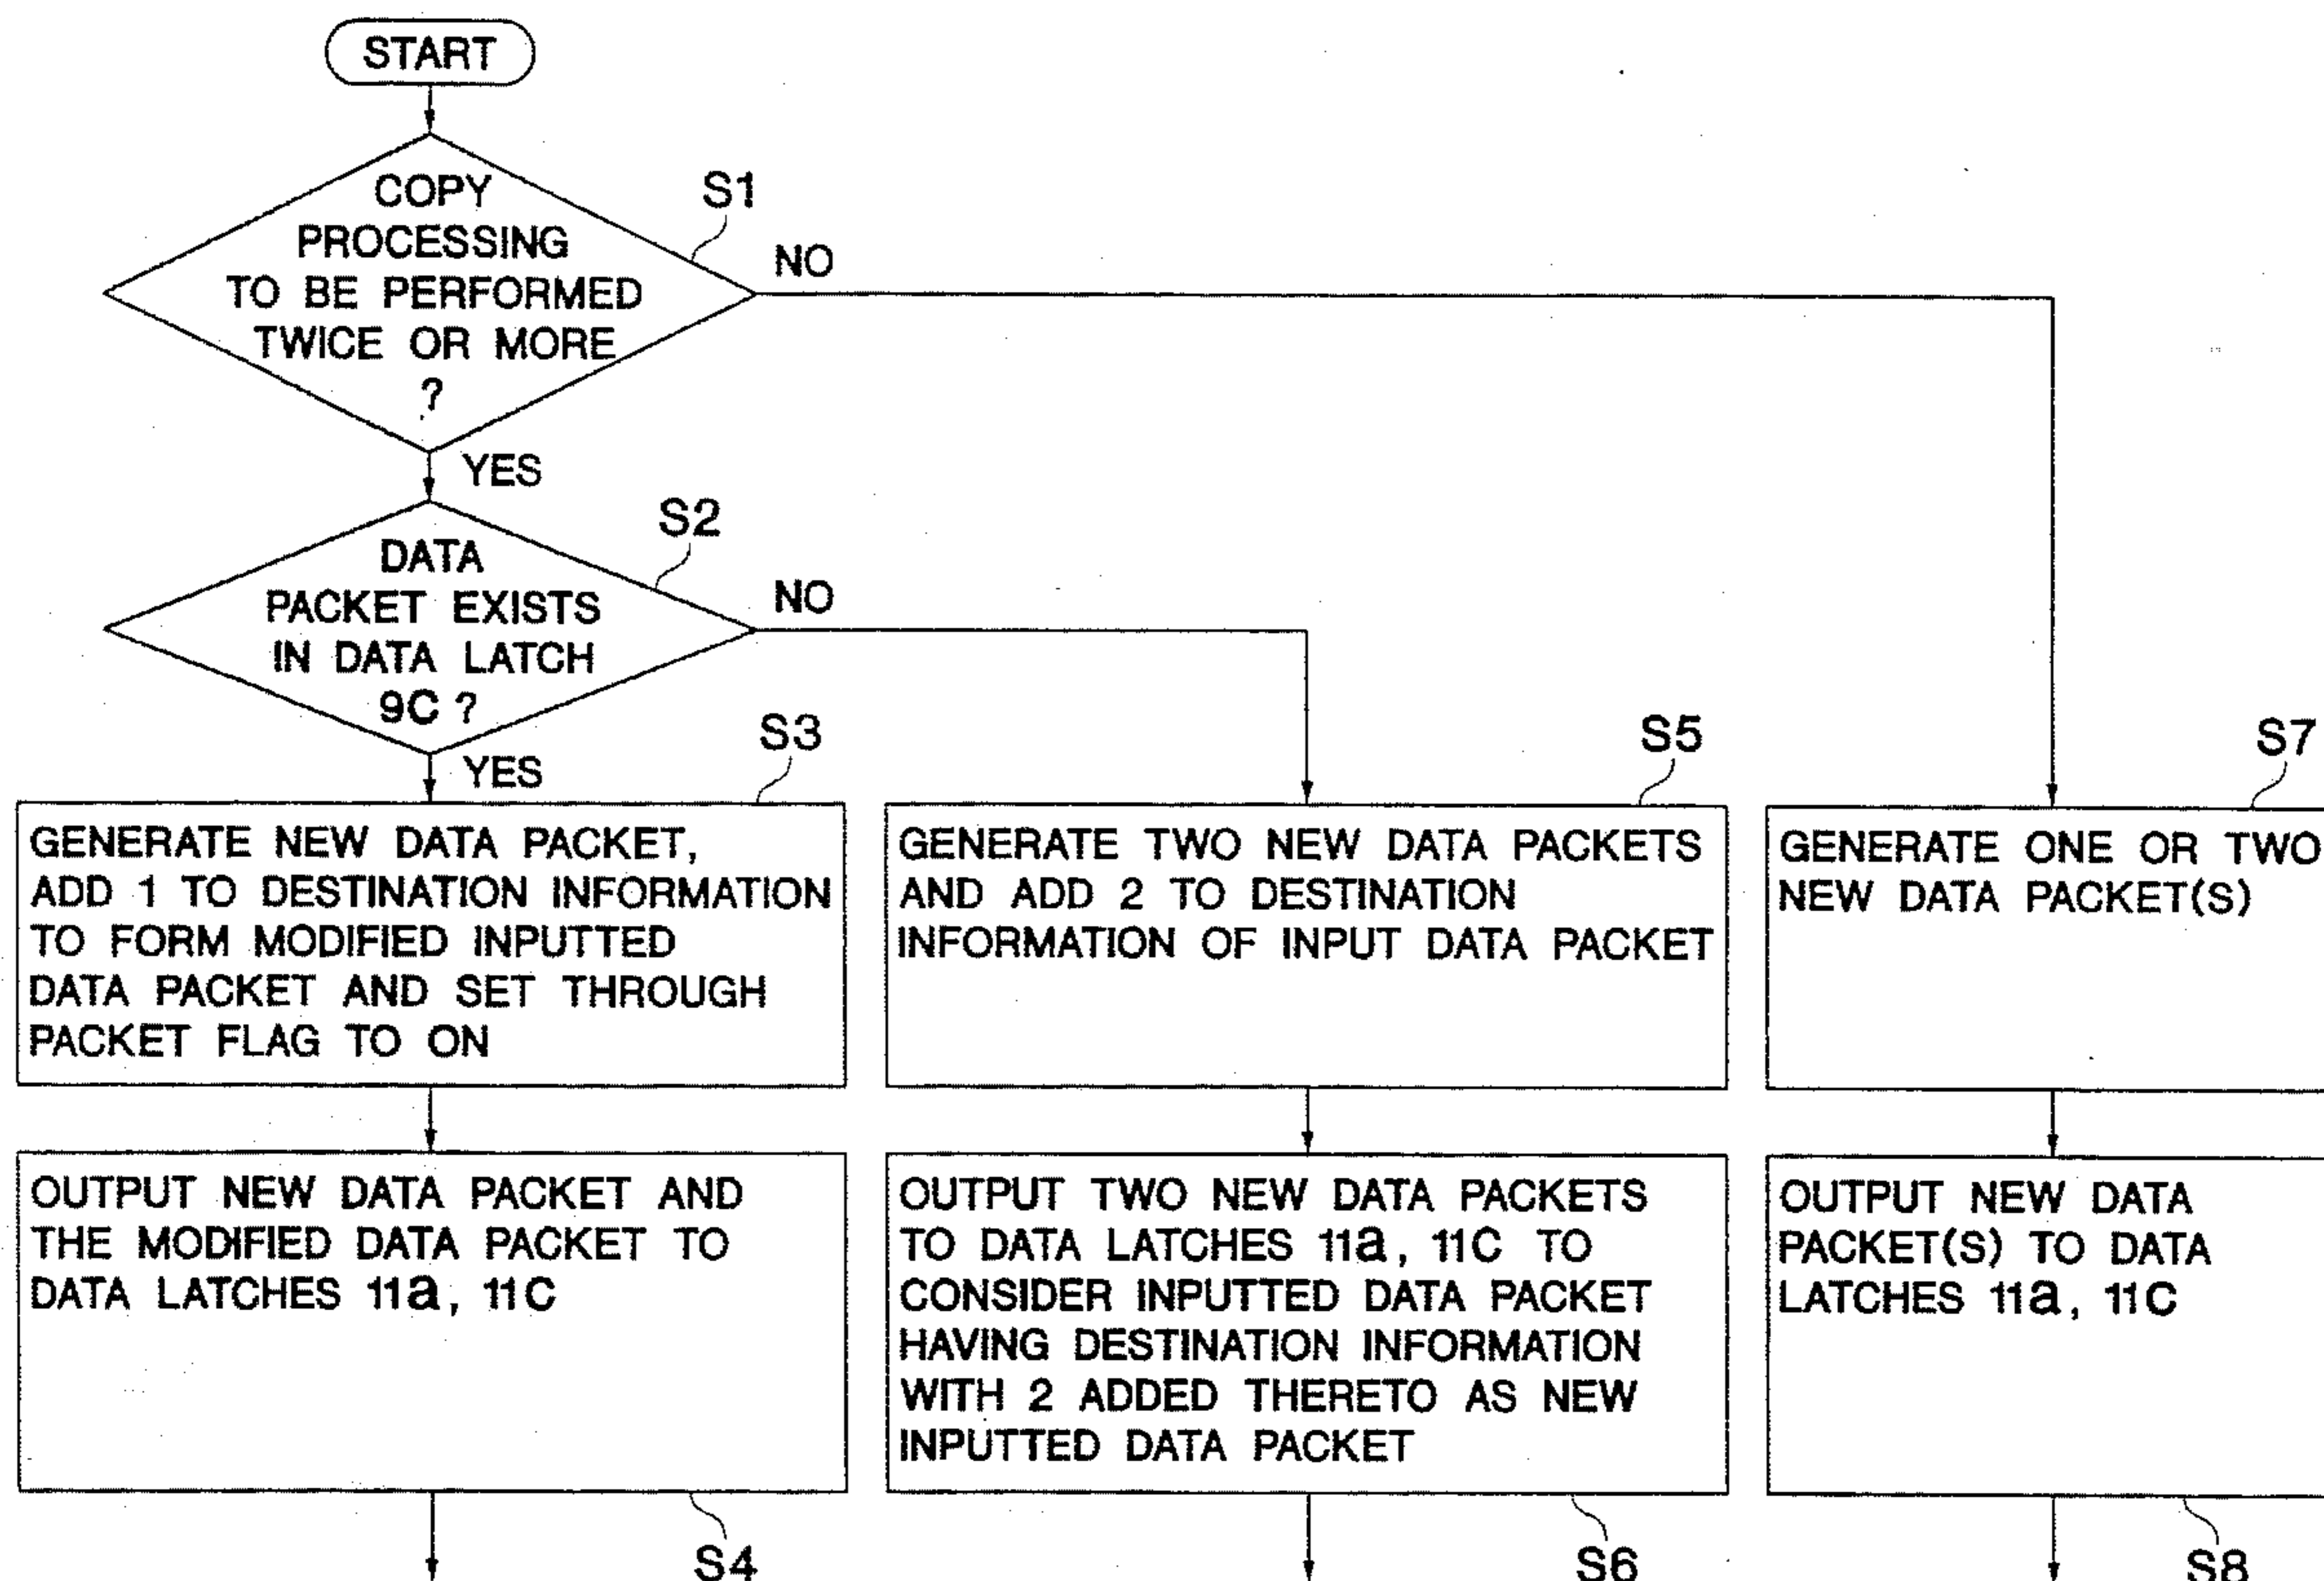 START
COPY
PROCESSING
TO BE PERFORMED
TWICE OR MORE
?
S1
NO
YES
DATA
PACKET EXISTS
IN DATA LATCH
9C ?
S2
NO
YES
S3
GENERATE NEW DATA PACKET,
ADD 1 TO DESTINATION INFORMATION
TO FORM MODIFIED INPUTTED
DATA PACKET AND SET THROUGH
PACKET FLAG TO ON
S5
GENERATE TWO NEW DATA PACKETS
AND ADD 2 TO DESTINATION
INFORMATION OF INPUT DATA PACKET
S7
GENERATE ONE OR TWO
NEW DATA PACKET(S)
OUTPUT NEW DATA PACKET AND
THE MODIFIED DATA PACKET TO
DATA LATCHES 11a, 11C
S4
OUTPUT TWO NEW DATA PACKETS
TO DATA LATCHES 11a, 11C TO
CONSIDER INPUTTED DATA PACKET
HAVING DESTINATION INFORMATION
WITH 2 ADDED THERETO AS NEW
INPUTTED DATA PACKET
S6
OUTPUT NEW DATA
PACKET(S) TO DATA
LATCHES 11a, 11C
S8